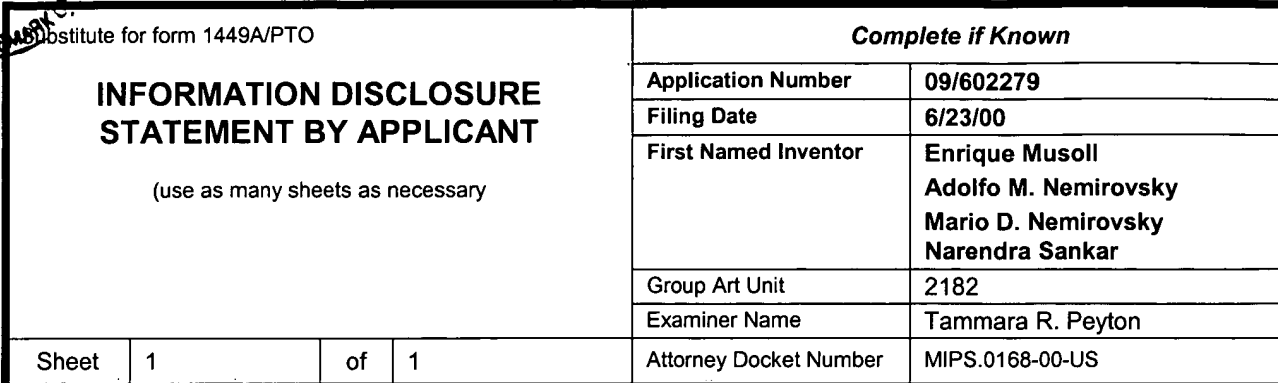 Substitute for form 1449A/PTO
INFORMATION DISCLOSURE
STATEMENT BY APPLICANT
(use as many sheets as necessary
Sheet 1 of 1
Complete if Known
Application Number 09/602279
Filing Date 6/23/00
First Named Inventor Enrique Musoll
Adolfo M. Nemirovsky
Mario D. Nemirovsky
Narendra Sankar
Group Art Unit 2182
Examiner Name Tammara R. Peyton
Attorney Docket Number MIPS.0168-00-US